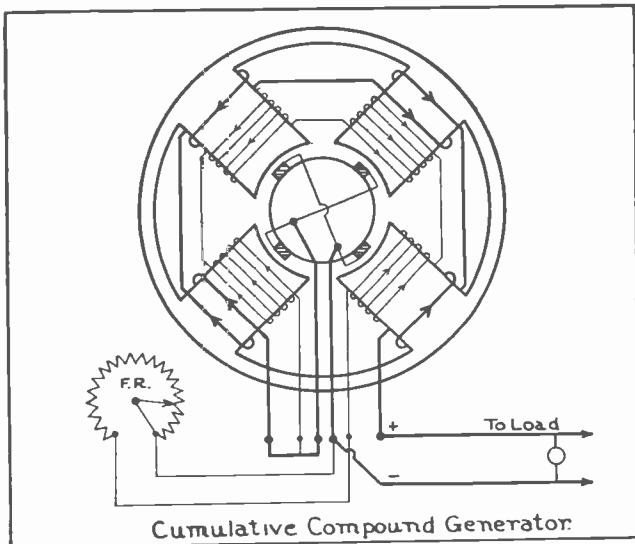 F.R.
+
To Load
-
Cumulative Compound Generator